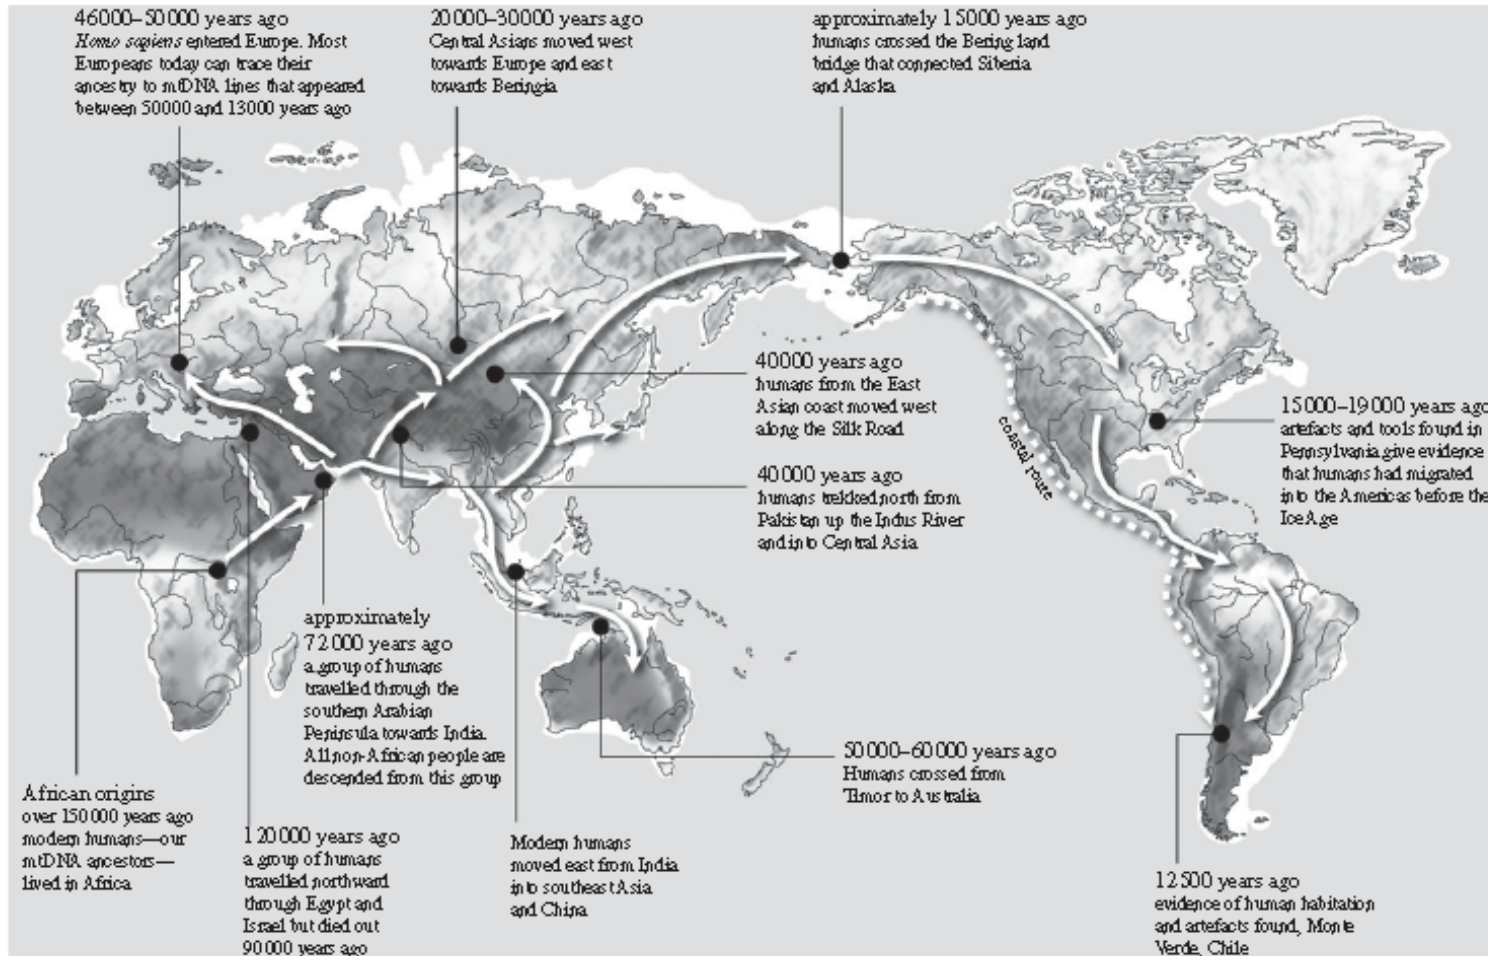 46000–50000 years ago
Homo sapiens entered Europe. Most
Europeans today can trace their
ancestry to mtDNA lines that appeared
between 50000 and 13000 years ago
20000–30000 years ago
Central Asians moved west
towards Europe and east
towards Beringia
approximately 15000 years ago
humans crossed the Bering land
bridge that connected Siberia
and Alaska
40000 years ago
humans from the East
Asian coast moved west
along the Silk Road
40000 years ago
humans trekked north from
Pakistan up the Indus River
and into Central Asia
coastal route
15000–19000 years ago
artefacts and tools found in
Pennsylvania give evidence
that humans had migrated
into the Americas before the
Ice Age
approximately
72000 years ago
a group of humans
travelled through the
southern Arabian
Peninsula towards India.
All non-African people are
descended from this group
50000–60000 years ago
Humans crossed from
Timor to Australia
African origins
over 150000 years ago
modern humans—our
mtDNA ancestors—
lived in Africa
120000 years ago
a group of humans
travelled northward
through Egypt and
Israel but died out
90000 years ago
Modern humans
moved east from India
into southeast Asia
and China
12500 years ago
evidence of human habitation
and artefacts found, Monte
Verde, Chile